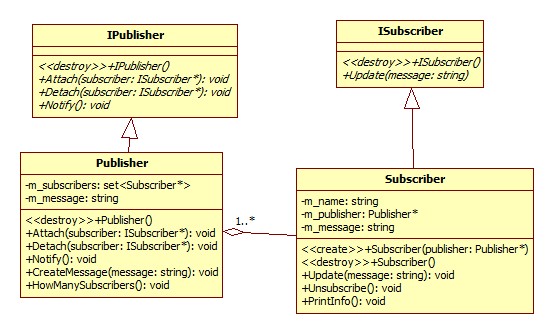 IPublisher
<<destroy>>+IPublisher()
+Attach(subscriber: ISubscriber*): void
+Detach(subscriber: ISubscriber*): void
+Notify(): void
ISubscriber
<<destroy>>+ISubscriber()
+Update(message: string)
Publisher
-m_subscribers: set<Subscriber*>
-m_message: string
<<destroy>>+Publisher()
+Attach(subscriber: ISubscriber*): void
+Detach(subscriber: ISubscriber*): void
+Notify(): void
+CreateMessage(message: string): void
+HowManySubscribers(): void
1..*
Subscriber
-m_name: string
-m_publisher: Publisher*
-m_message: string
<<create>>+Subscriber(publisher: Publisher*)
<<destroy>>+Subscriber()
+Update(message: string): void
+Unsubscribe(): void
+PrintInfo(): void